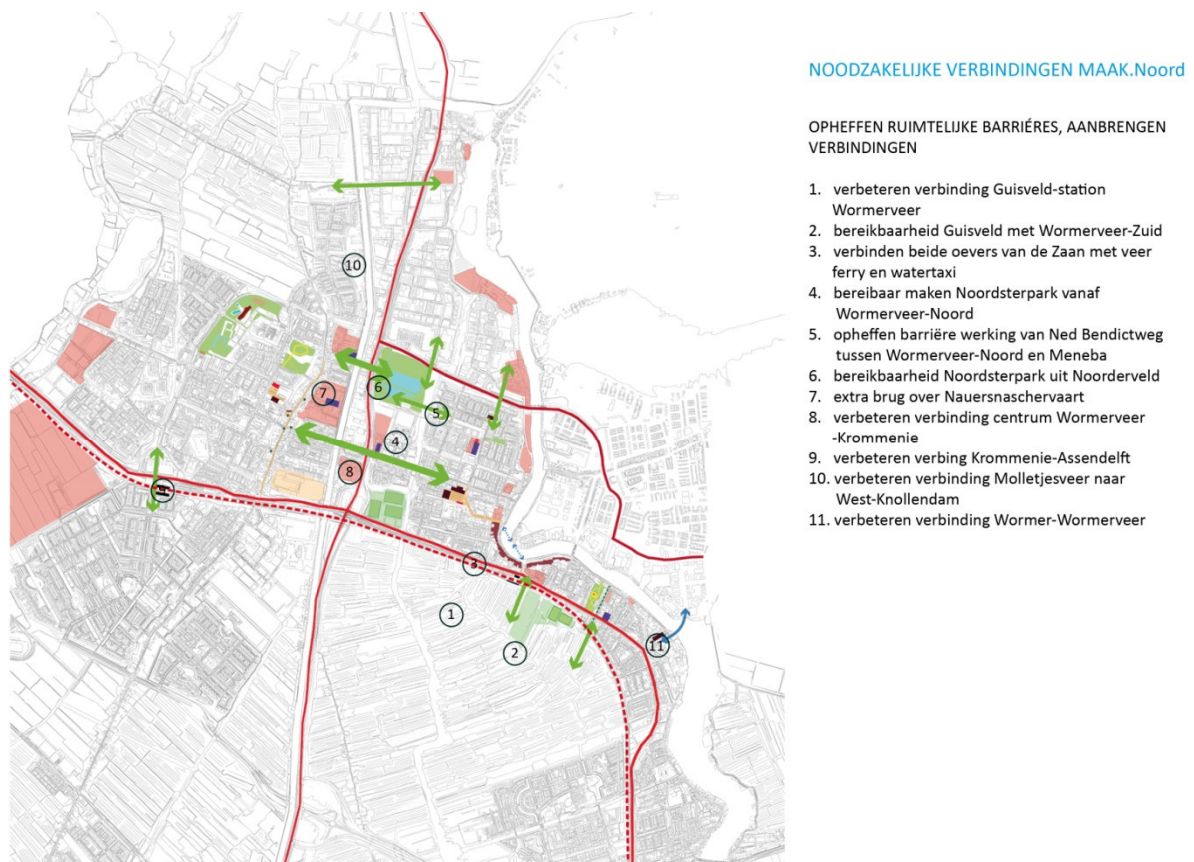 NOODZAKELIJKE VERBINDINGEN MAAK.Noord
OPHEFFEN RUIMTELIJKE BARRIÉRES, AANBRENGEN
VERBINDINGEN
1. verbeteren verbinding Guisveld-station
Wormerveer
2. bereikbaarheid Guisveld met Wormerveer-Zuid
3. verbinden beide oevers van de Zaan met veer
ferry en watertaxi
4. bereibaar maken Noordsterpark vanaf
Wormerveer-Noord
5. opheffen barrière werking van Ned Bendictweg
tussen Wormerveer-Noord en Meneba
6. bereikbaarheid Noordsterpark uit Noorderveld
7. extra brug over Nauersnaschervaart
8. verbeteren verbinding centrum Wormerveer
-Krommenie
9. verbeteren verbing Krommenie-Assendelft
10. verbeteren verbinding Molletjesveer naar
West-Knollendam
11. verbeteren verbinding Wormer-Wormerveer
10
6
7
5
4
8
3
1
2
11